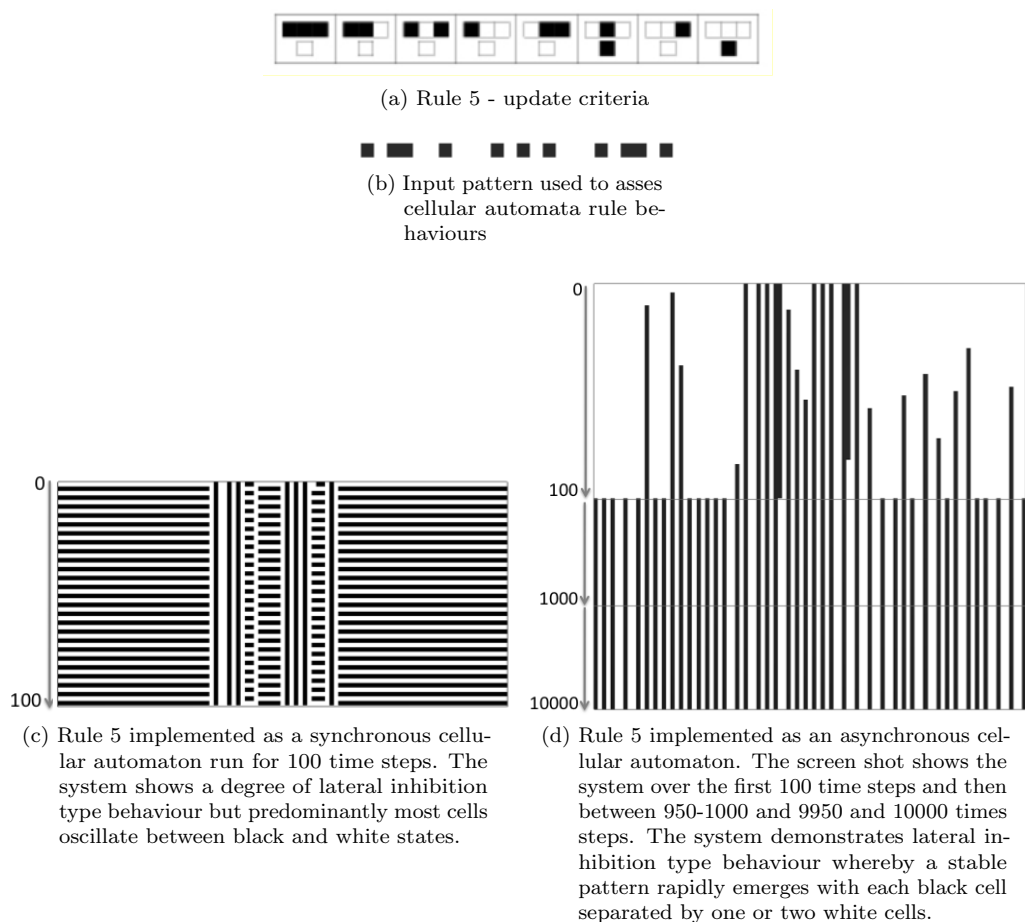 (a) Rule 5 - update criteria
(b) Input pattern used to asses
cellular automata rule be-
haviours
0
100
(c) Rule 5 implemented as a synchronous cellu-
lar automaton run for 100 time steps. The
system shows a degree of lateral inhibition
type behaviour but predominantly most cells
oscillate between black and white states.
0
100
1000
10000
(d) Rule 5 implemented as an asynchronous cel-
lular automaton. The screen shot shows the
system over the first 100 time steps and then
between 950-1000 and 9950 and 10000 times
steps. The system demonstrates lateral in-
hibition type behaviour whereby a stable
pattern rapidly emerges with each black cell
separated by one or two white cells.